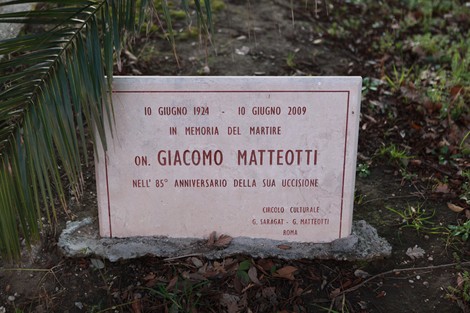 10 GIUGNO 1924 - 10 GIUGNO 2009
IN MEMORIA DEL MARTIRE
ON. GIACOMO MATTEOTTI
NELL' 85° ANNIVERSARIO DELLA SUA UCCISIONE
CIRCOLO CULTURALE
G. SARAGAT - G. MATTEOTTI
ROMA